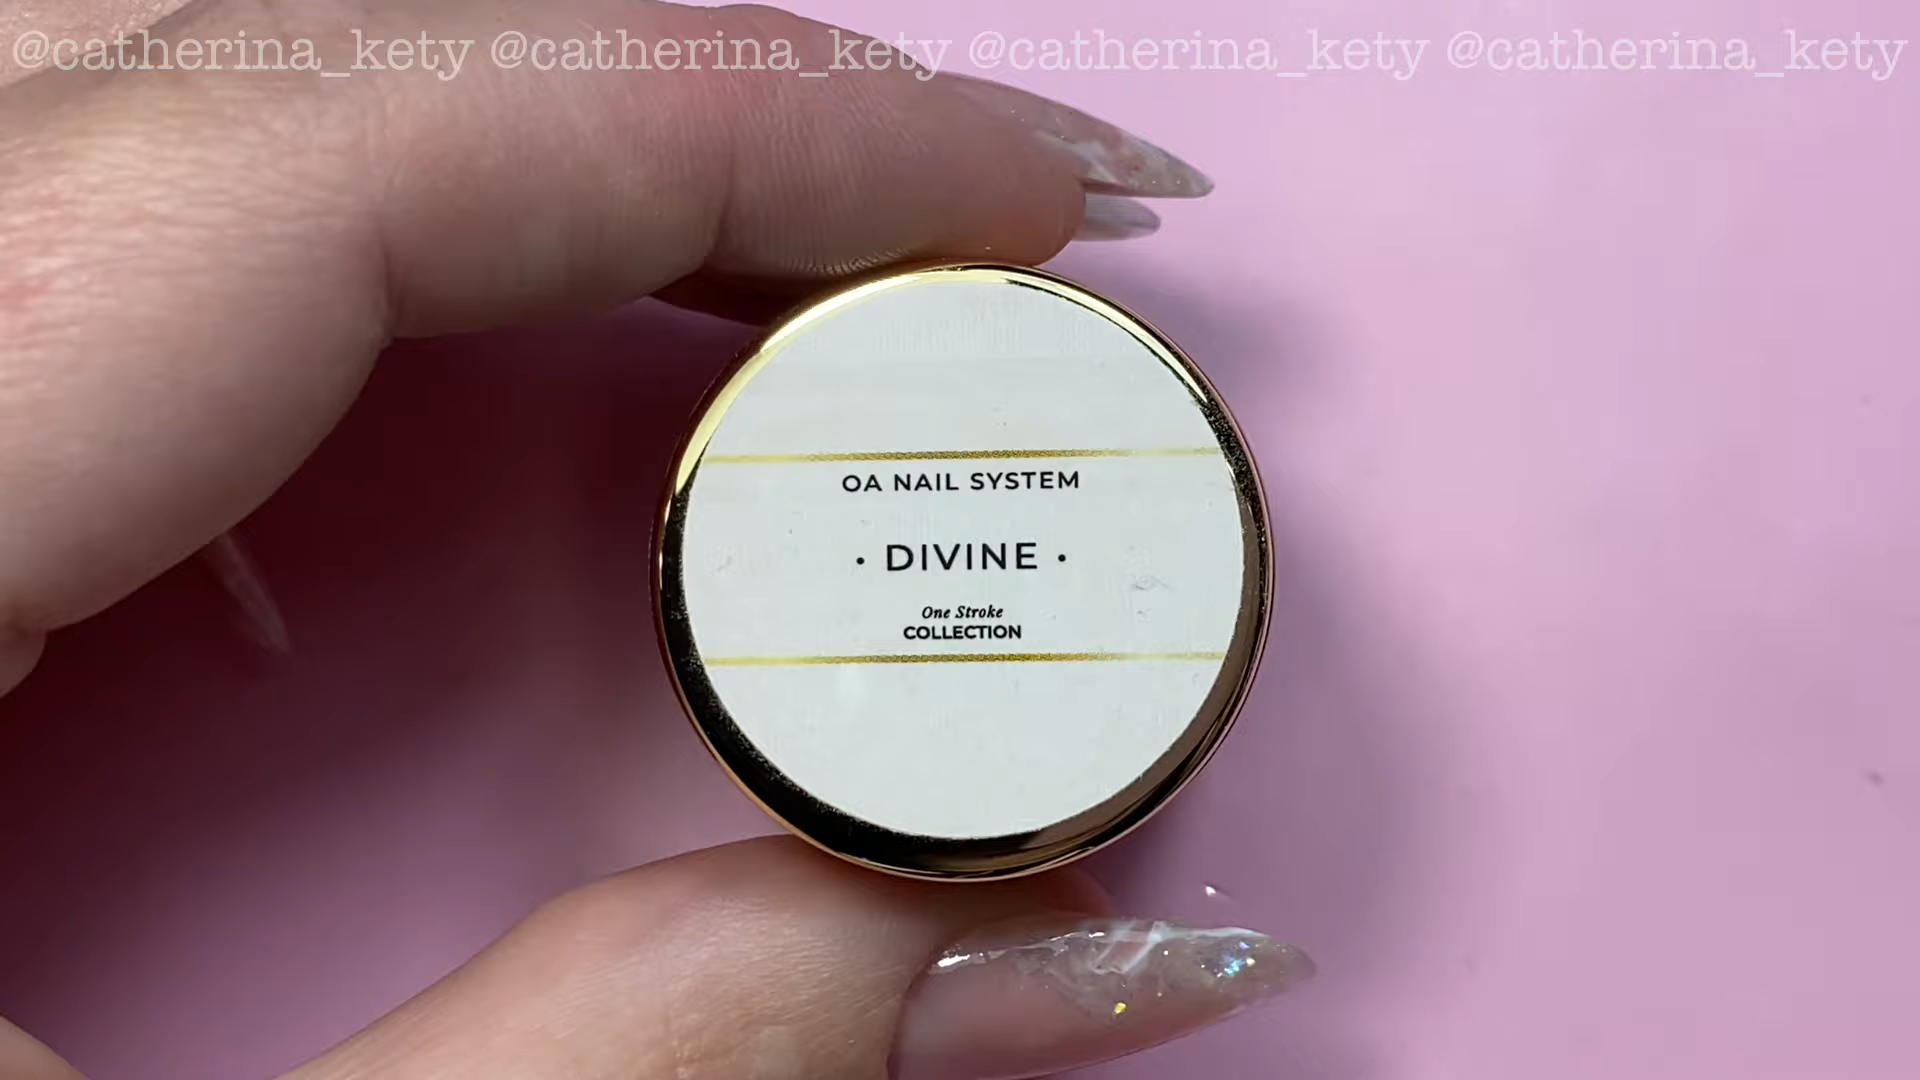 @catherina_kety @catherina_kety @catherina_kety @catherina_kety
OA NAIL SYSTEM
· DIVINE ·
One Stroke
COLLECTION